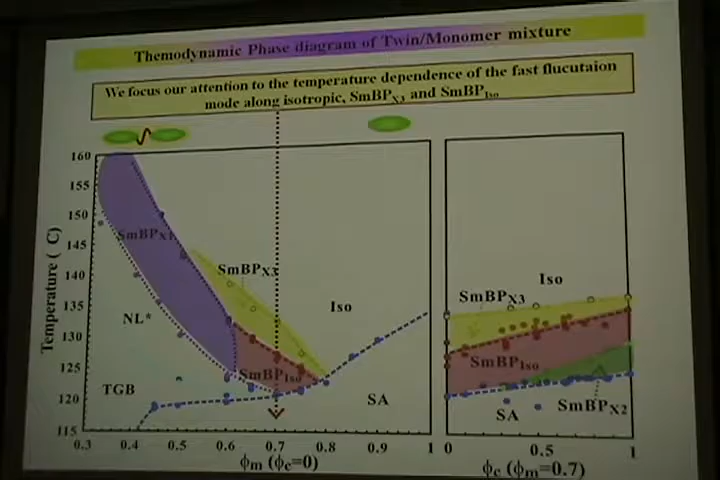 Themodynamic Phase diagram of Twin/Monomer mixture
We focus our attention to the temperature dependence of the fast flucutaion
mode along isotropic, SmBPX3 and SmBPIso
160
155
150
145
140
135
130
125
120
115
Temperature ( C)
SmBPX1
SmBPX3
Iso
NL*
SmBPIso
TGB
SA
0.3
0.4
0.5
0.6
0.7
0.8
0.9
1
ϕm (ϕc=0)
Iso
SmBPX3
SmBPIso
SA
SmBPX2
0
0.5
1
ϕc (ϕm=0.7)